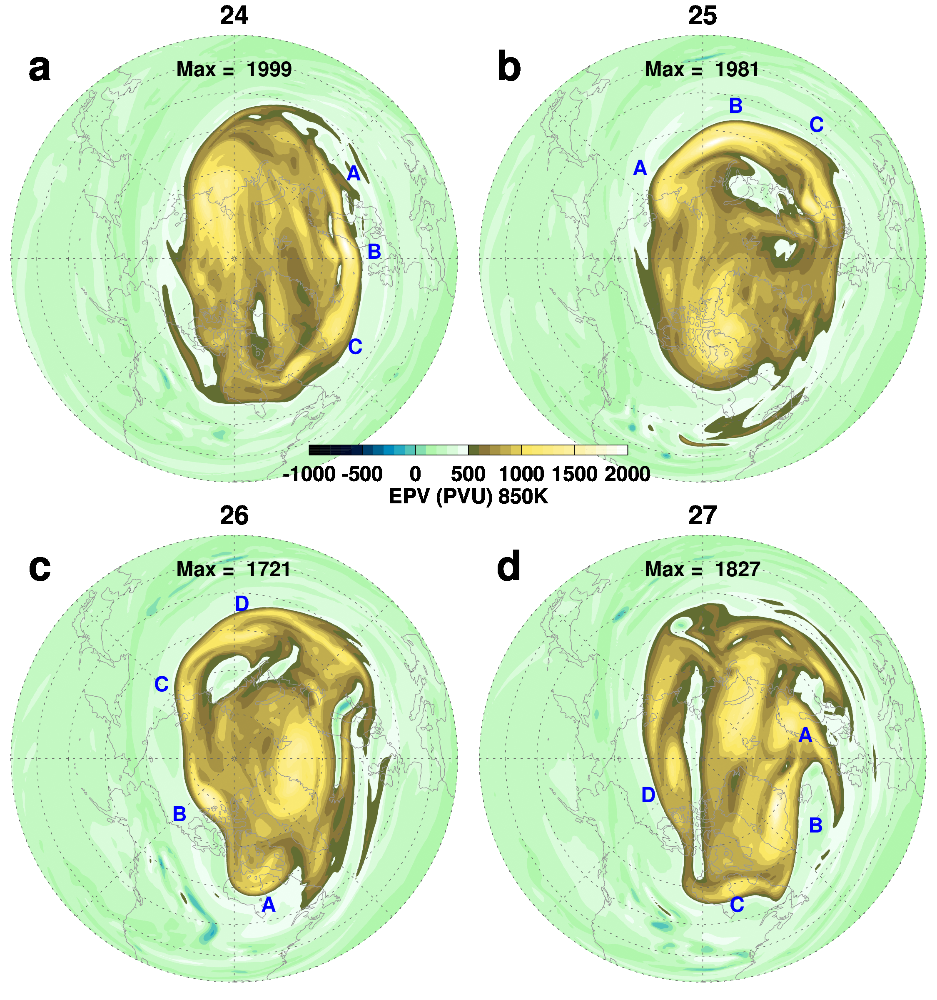 24 25
a b
Max = 1999 Max = 1981
B
C
A
A
B
C
-1000 -500 0 500 1000 1500 2000
EPV (PVU) 850K
26 27
c d
Max = 1721 Max = 1827
D
C
A
D
B
B
A
C